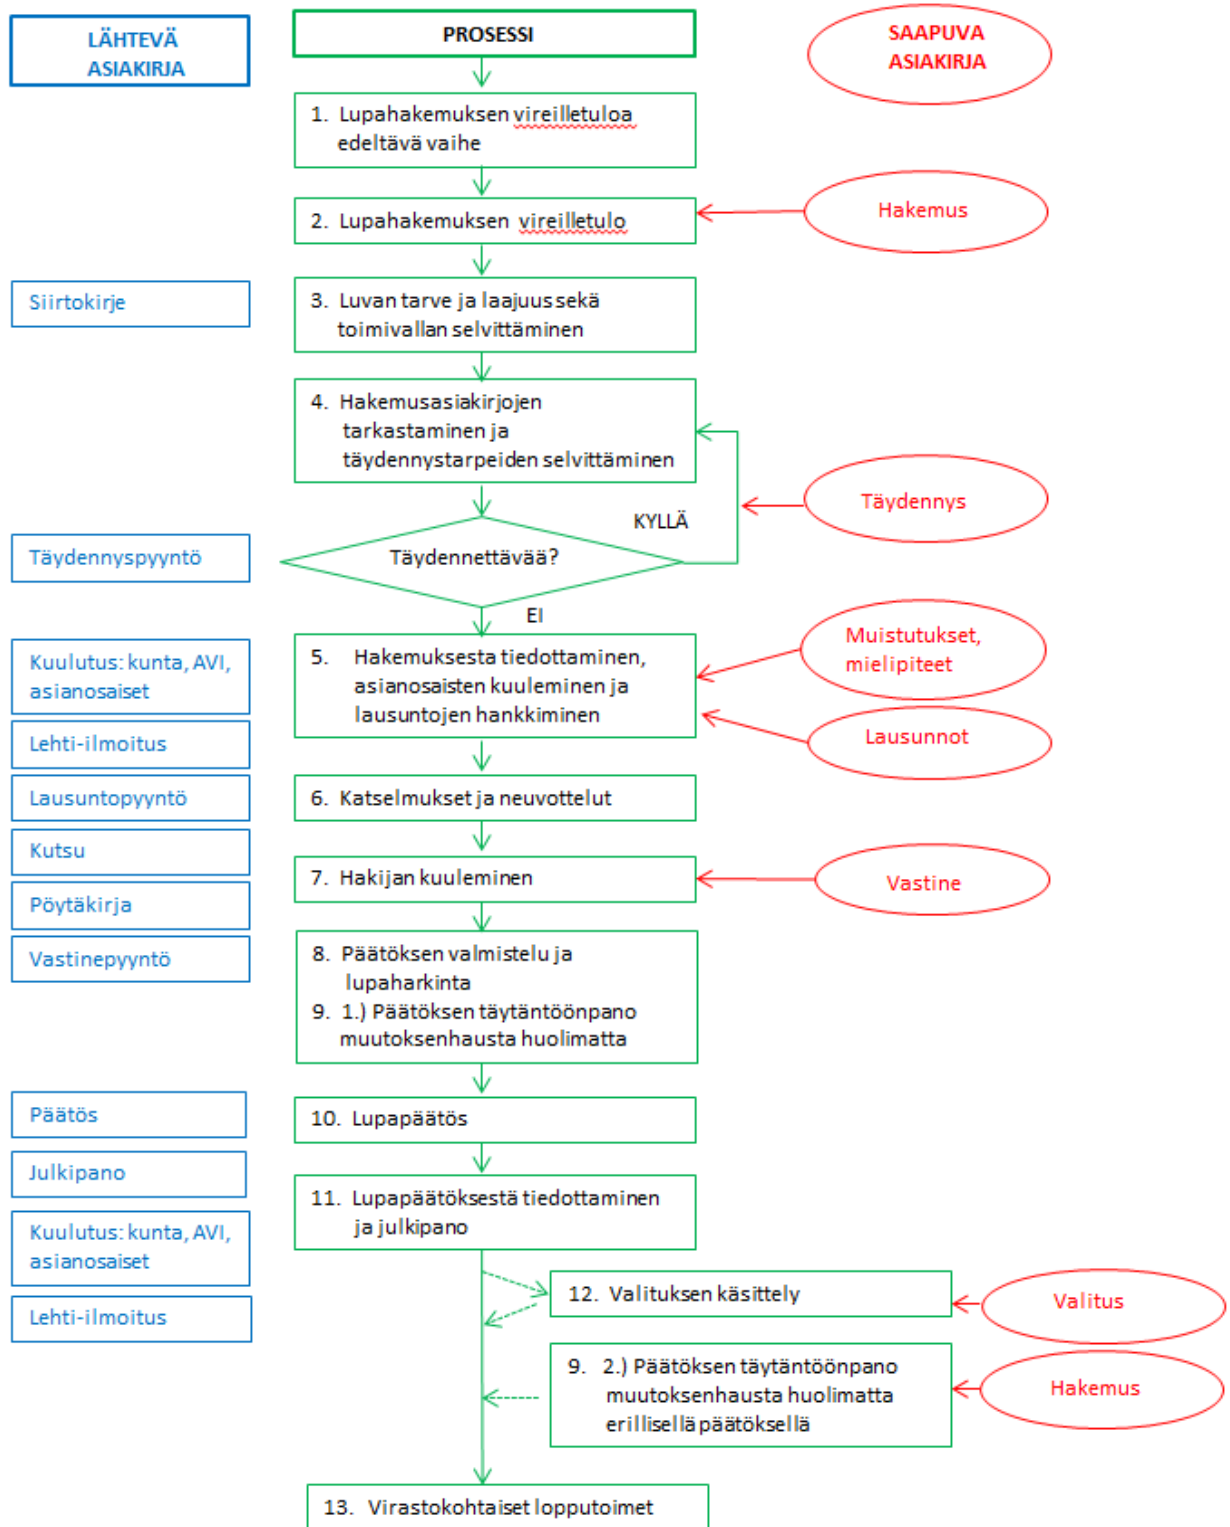 LÄHTEVÄ
ASIAKIRJA
PROSESSI
SAAPUVA
ASIAKIRJA
1. Lupahakemuksen vireilletuloa
edeltävä vaihe
2. Lupahakemuksen vireilletulo
Hakemus
Siirtokirje
3. Luvan tarve ja laajuus sekä
toimivallan selvittäminen
4. Hakemusasiakirjojen
tarkastaminen ja
täydennystarpeiden selvittäminen
Täydennys
KYLLÄ
Täydennyspyyntö
Täydennettävää?
EI
Kuulutus: kunta, AVI,
asianosaiset
5. Hakemuksesta tiedottaminen,
asianosaisten kuuleminen ja
lausuntojen hankkiminen
Muistutukset,
mielipiteet
Lehti-ilmoitus
Lausunnot
Lausuntopyyntö
6. Katselmukset ja neuvottelut
Kutsu
7. Hakijan kuuleminen
Vastine
Pöytäkirja
Vastinepyyntö
8. Päätöksen valmistelu ja
lupaharkinta
9. 1.) Päätöksen täytäntöönpano
muutoksenhausta huolimatta
Päätös
10. Lupapäätös
Julkipano
11. Lupapäätöksestä tiedottaminen
ja julkipano
Kuulutus: kunta, AVI,
asianosaiset
12. Valituksen käsittely
Valitus
Lehti-ilmoitus
9. 2.) Päätöksen täytäntöönpano
muutoksenhausta huolimatta
erillisellä päätöksellä
Hakemus
13. Virastokohtaiset lopputoimet